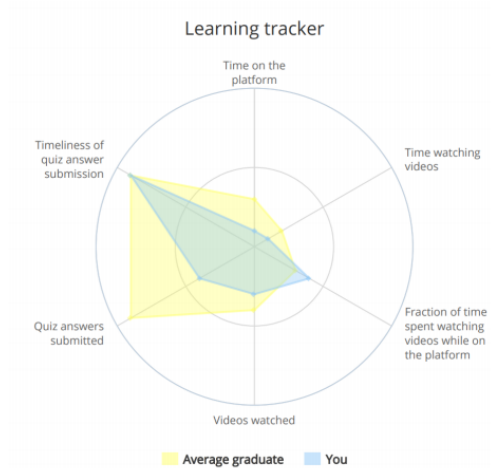 Learning tracker
Time on the
platform
Timeliness of
quiz answer
submission
Time watching
videos
Quiz answers
submitted
Fraction of time
spent watching
videos while on
the platform
Videos watched
Average graduate
You